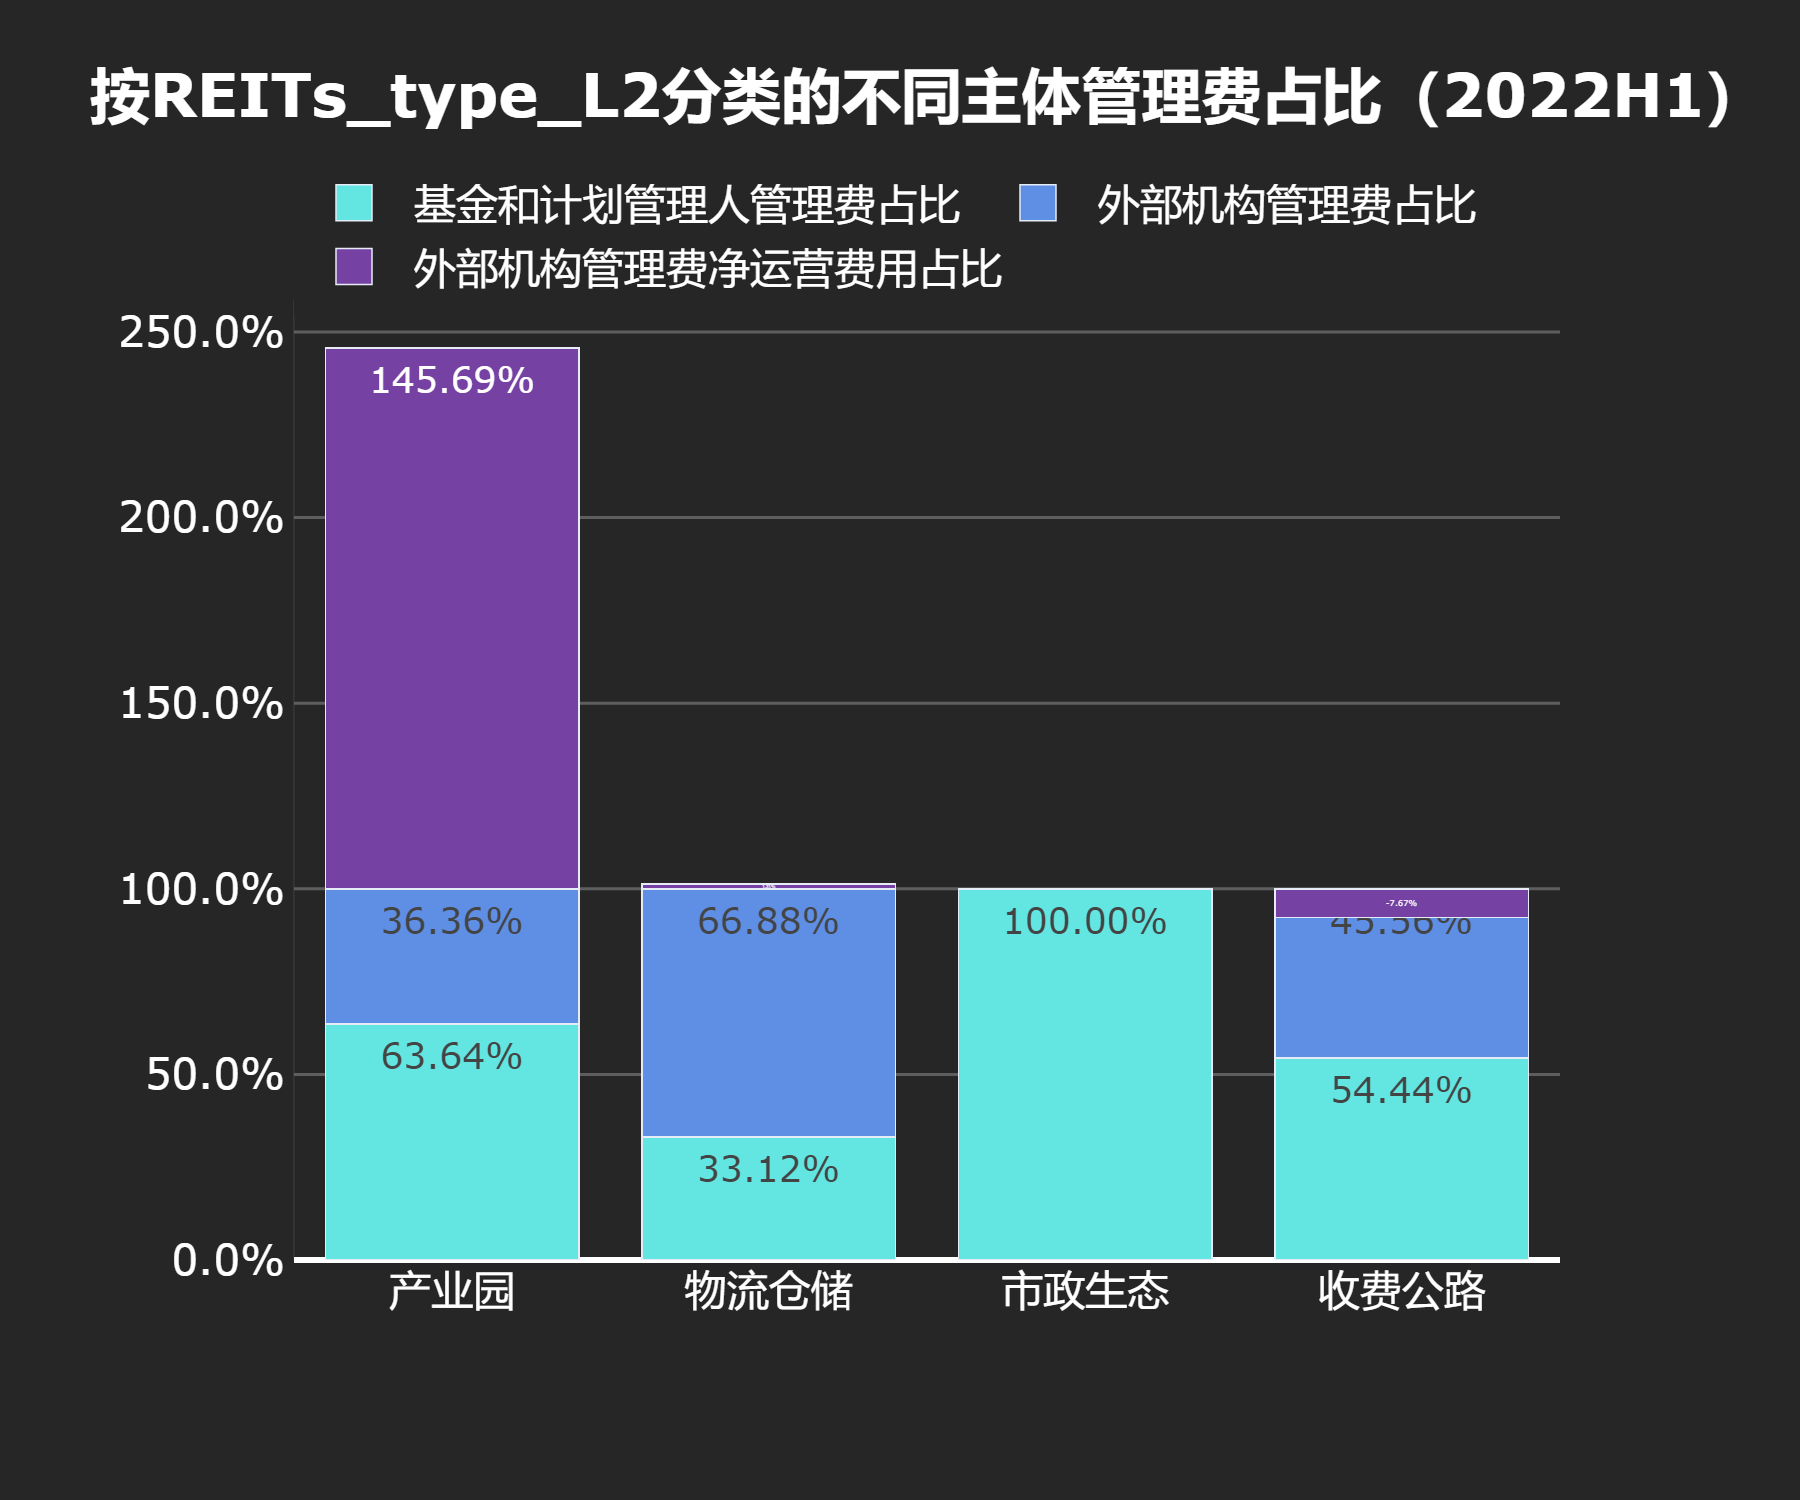 按REITs_type_L2分类的不同主体管理费占比（2022H1）
基金和计划管理人管理费占比 外部机构管理费占比
外部机构管理费净运营费用占比
250.0%
145.69%
200.0%
150.0%
100.0%
-7.67%
36.36% 66.88% 100.00% 45.56%
63.64%
50.0%
54.44%
33.12%
0.0%
产业园 物流仓储 市政生态 收费公路